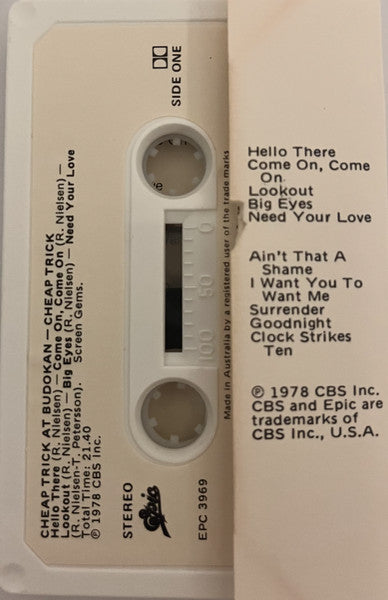 CHEAP TRICK AT BUDOKAN — CHEAP TRICK
Hello There (R. Nielsen) — Come On, Come On (R. Nielsen) —
Lookout (R. Nielsen) — Big Eyes (R. Nielsen) — Need Your Love
(R. Nielsen-T. Petersson). Screen Gems.
Total Time: 21.40
℗ 1978 CBS Inc.
STEREO
Epic
EPC 3969
SIDE ONE
0
50
100
Made in Australia by a registered user of the trade marks
Hello There
Come On, Come
On
Lookout
Big Eyes
Need Your Love
Ain't That A
Shame
I Want You To
Want Me
Surrender
Goodnight
Clock Strikes
Ten
℗ 1978 CBS Inc.
CBS and Epic are
trademarks of
CBS Inc., U.S.A.